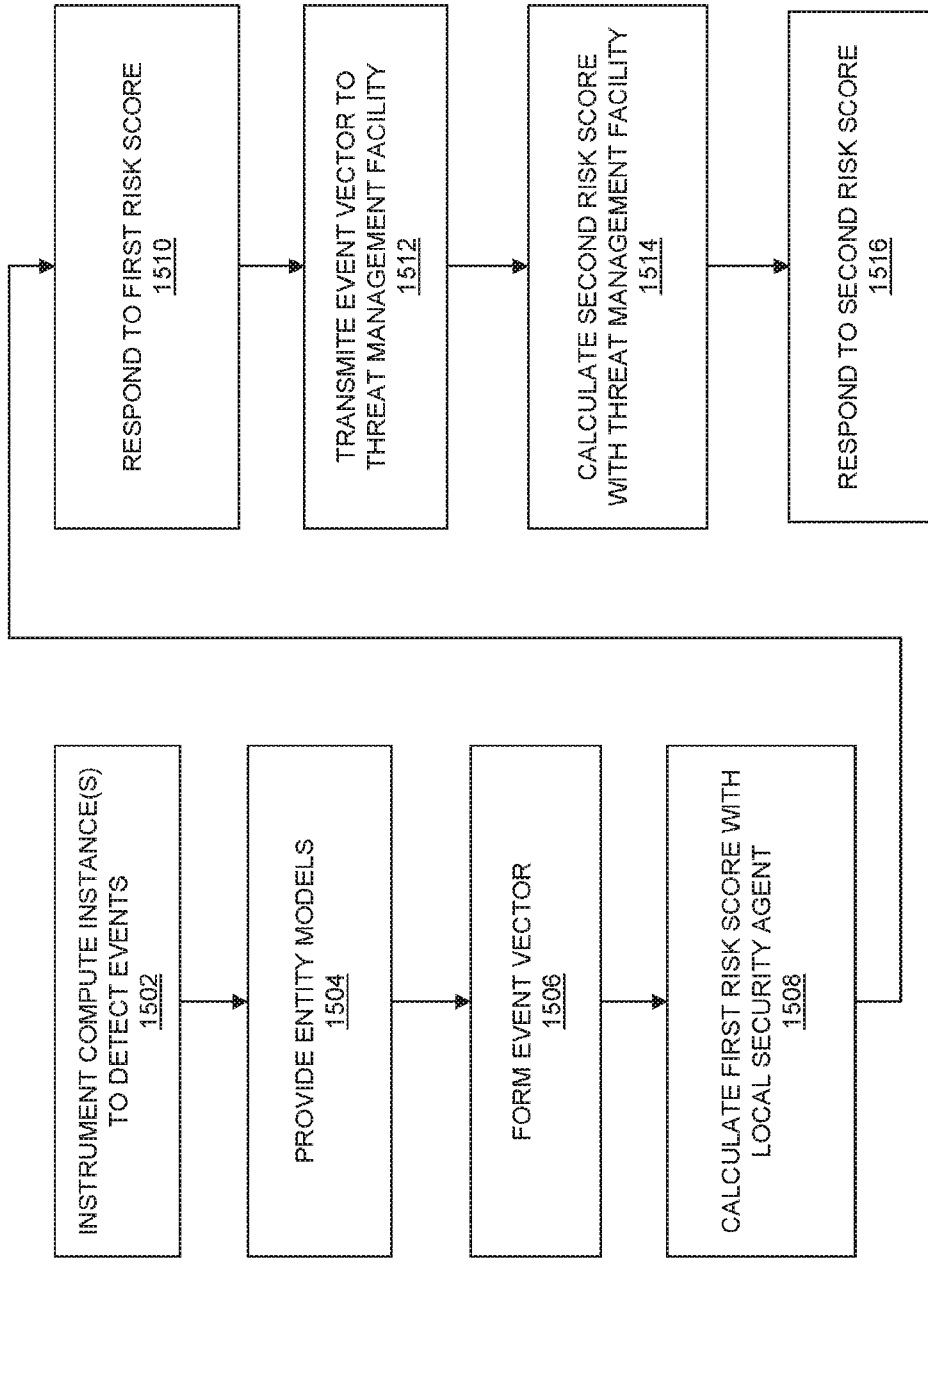 INSTRUMENT COMPUTE INSTANCE(S)
TO DETECT EVENTS
1502
PROVIDE ENTITY MODELS
1504
FORM EVENT VECTOR
1506
CALCULATE FIRST RISK SCORE WITH
LOCAL SECURITY AGENT
1508
RESPOND TO FIRST RISK SCORE
1510
TRANSMITE EVENT VECTOR TO
THREAT MANAGEMENT FACILITY
1512
CALCULATE SECOND RISK SCORE
WITH THREAT MANAGEMENT FACILITY
1514
RESPOND TO SECOND RISK SCORE
1516